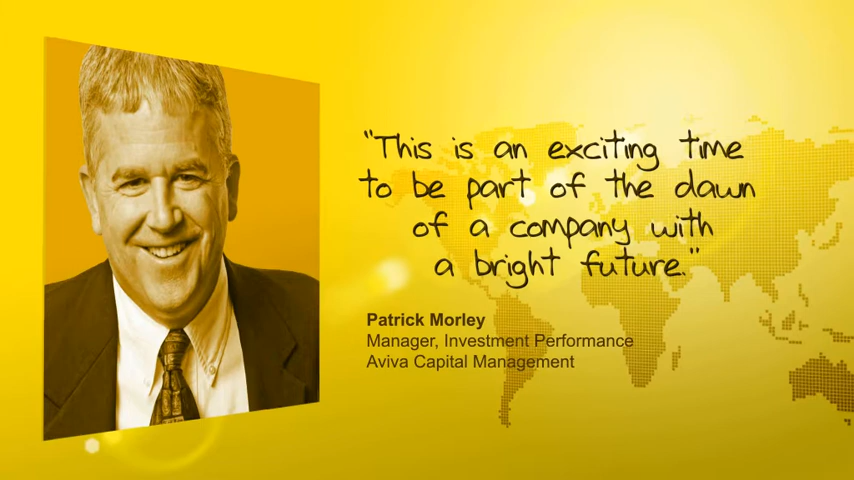 "This is an exciting time
to be part of the dawn
of a company with
a bright future."
Patrick Morley
Manager, Investment Performance
Aviva Capital Management